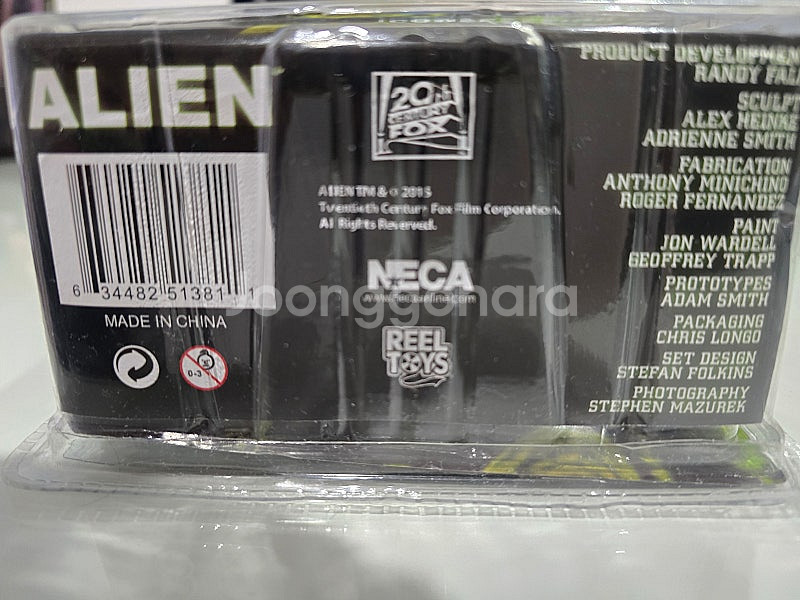 ALIEN
6 34482 51381 1
MADE IN CHINA
0-3
20th
CENTURY
FOX
ALIEN TM & © 2015
Twentieth Century Fox Film Corporation.
All Rights Reserved.
NECA
www.necaonline.com
REEL
TOYS
PRODUCT
RANDY
SCULPT
ALEX HEINKE
ADRIENNE SMITH
FABRICATION
ANTHONY MINICHINO
ROGER FERNANDEZ
PAINT
JON WARDELL
GEOFFREY TRAPP
PROTOTYPES
ADAM SMITH
PACKAGING
CHRIS LONGO
SET DESIGN
STEFAN FOLKINS
PHOTOGRAPHY
STEPHEN MAZUREK
Joonggonara